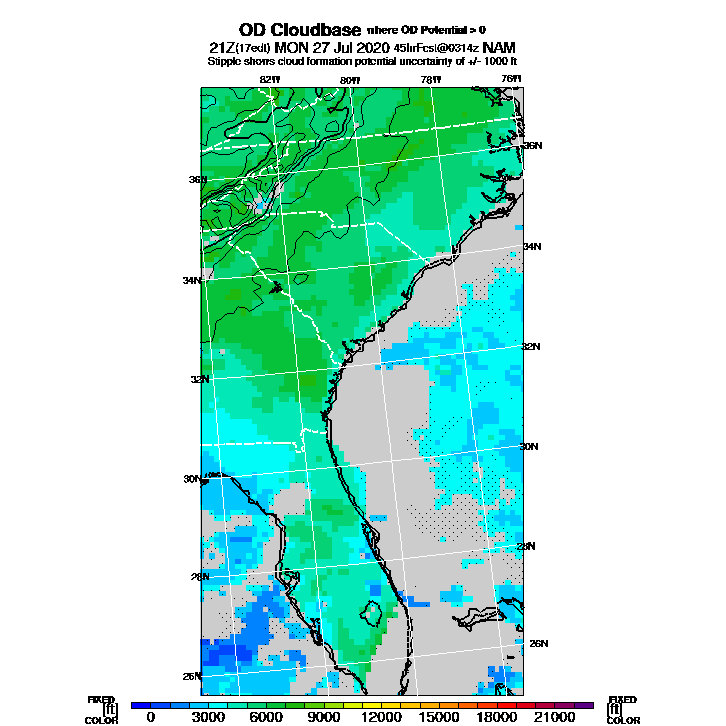 OD Cloudbase where OD Potential > 0
21Z(17edt) MON 27 Jul 2020 45hrFcst@0314z NAM
Stipple shows cloud formation potential uncertainty of +/- 1000 ft
82W 80W 78W 76W
36N
36N
34N
34N
32N
32N
30N
30N
28N
28N
26N
26N
FIXED [ft] COLOR
0 3000 6000 9000 12000 15000 18000 21000
FIXED [ft] COLOR